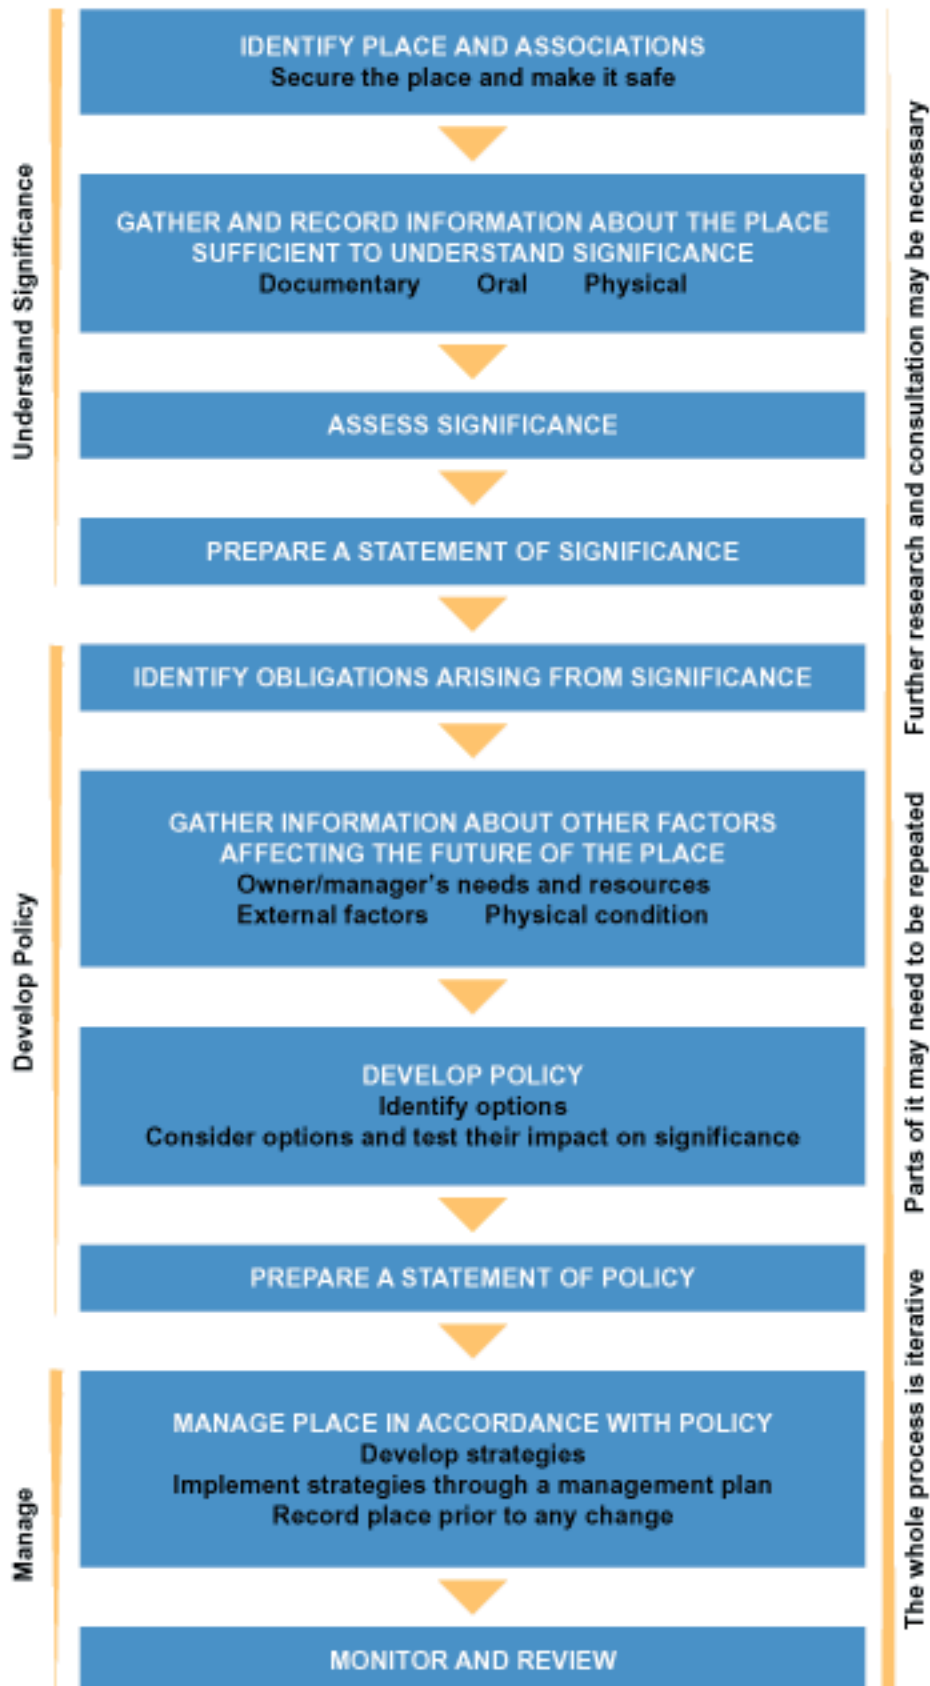 IDENTIFY PLACE AND ASSOCIATIONS
Secure the place and make it safe
GATHER AND RECORD INFORMATION ABOUT THE PLACE
SUFFICIENT TO UNDERSTAND SIGNIFICANCE
Documentary Oral Physical
ASSESS SIGNIFICANCE
PREPARE A STATEMENT OF SIGNIFICANCE
Understand Significance
IDENTIFY OBLIGATIONS ARISING FROM SIGNIFICANCE
GATHER INFORMATION ABOUT OTHER FACTORS
AFFECTING THE FUTURE OF THE PLACE
Owner/manager's needs and resources
External factors Physical condition
DEVELOP POLICY
Identify options
Consider options and test their impact on significance
PREPARE A STATEMENT OF POLICY
Develop Policy
MANAGE PLACE IN ACCORDANCE WITH POLICY
Develop strategies
Implement strategies through a management plan
Record place prior to any change
MONITOR AND REVIEW
Manage
The whole process is iterative Parts of it may need to be repeated Further research and consultation may be necessary